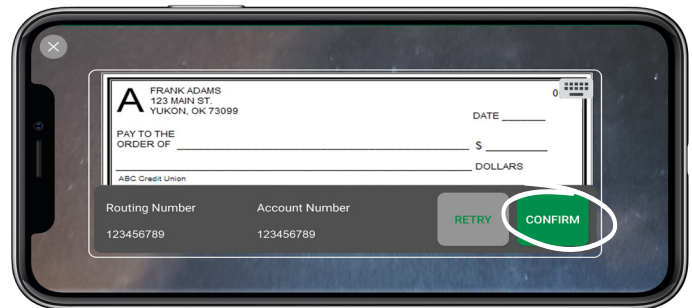 A
FRANK ADAMS
123 MAIN ST.
YUKON, OK 73099
0
DATE
PAY TO THE
ORDER OF
$
DOLLARS
ABC Credit Union
Routing Number
Account Number
123456789
123456789
RETRY
CONFIRM